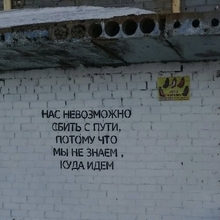 НАС НЕВОЗМОЖНО
СБИТЬ С ПУТИ,
ПОТОМУ ЧТО
МЫ НЕ ЗНАЕМ ,
КУДА ИДЕМ